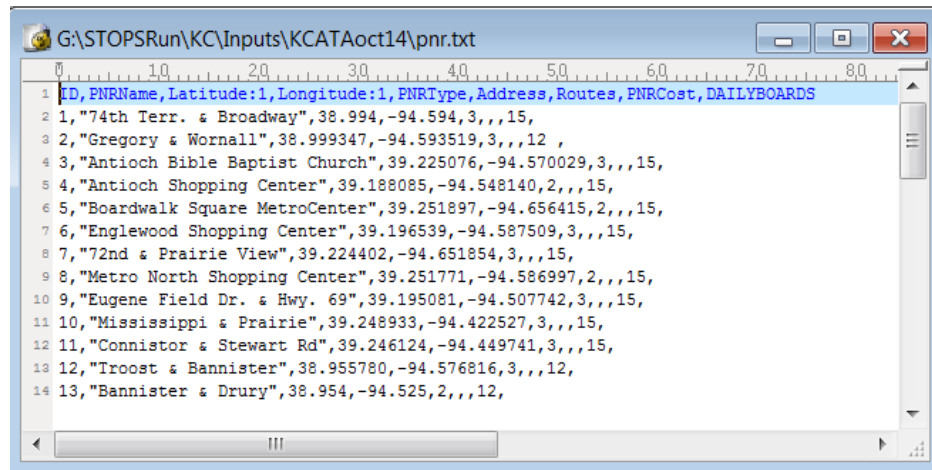 G:\STOPSRun\KC\Inputs\KCATAoct14\pnr.txt
0 10 20 30 40 50 60 70 80
1 ID,PNRName,Latitude:1,Longitude:1,PNRType,Address,Routes,PNRCost,DAILYBOARDS
2 1,"74th Terr. & Broadway",38.994,-94.594,3,,,15,
3 2,"Gregory & Wornall",38.999347,-94.593519,3,,,12 ,
4 3,"Antioch Bible Baptist Church",39.225076,-94.570029,3,,,15,
5 4,"Antioch Shopping Center",39.188085,-94.548140,2,,,15,
6 5,"Boardwalk Square MetroCenter",39.251897,-94.656415,2,,,15,
7 6,"Englewood Shopping Center",39.196539,-94.587509,3,,,15,
8 7,"72nd & Prairie View",39.224402,-94.651854,3,,,15,
9 8,"Metro North Shopping Center",39.251771,-94.586997,2,,,15,
10 9,"Eugene Field Dr. & Hwy. 69",39.195081,-94.507742,3,,,15,
11 10,"Mississippi & Prairie",39.248933,-94.422527,3,,,15,
12 11,"Connistor & Stewart Rd",39.246124,-94.449741,3,,,15,
13 12,"Troost & Bannister",38.955780,-94.576816,3,,,12,
14 13,"Bannister & Drury",38.954,-94.525,2,,,12,